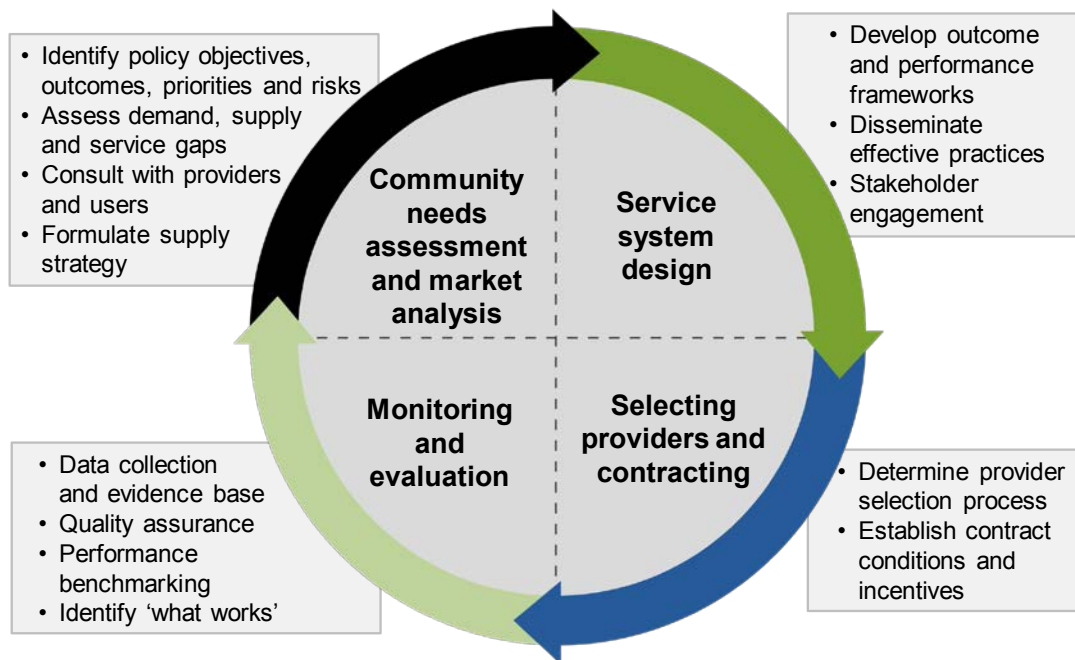 • Identify policy objectives,
outcomes, priorities and risks
• Assess demand, supply
and service gaps
• Consult with providers
and users
• Formulate supply
strategy
Community
needs
assessment
and market
analysis
Service
system
design
• Develop outcome
and performance
frameworks
• Disseminate
effective practices
• Stakeholder
engagement
• Data collection
and evidence base
• Quality assurance
• Performance
benchmarking
• Identify ‘what works’
Monitoring
and
evaluation
Selecting
providers and
contracting
• Determine provider
selection process
• Establish contract
conditions and
incentives